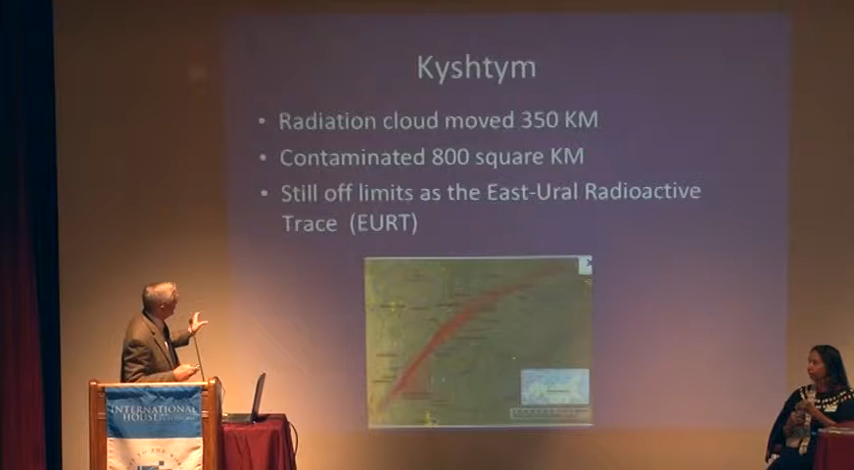 Kyshtym
• Radiation cloud moved 350 KM
• Contaminated 800 square KM
• Still off limits as the East-Ural Radioactive
Trace (EURT)
INTERNATIONAL
HOUSE